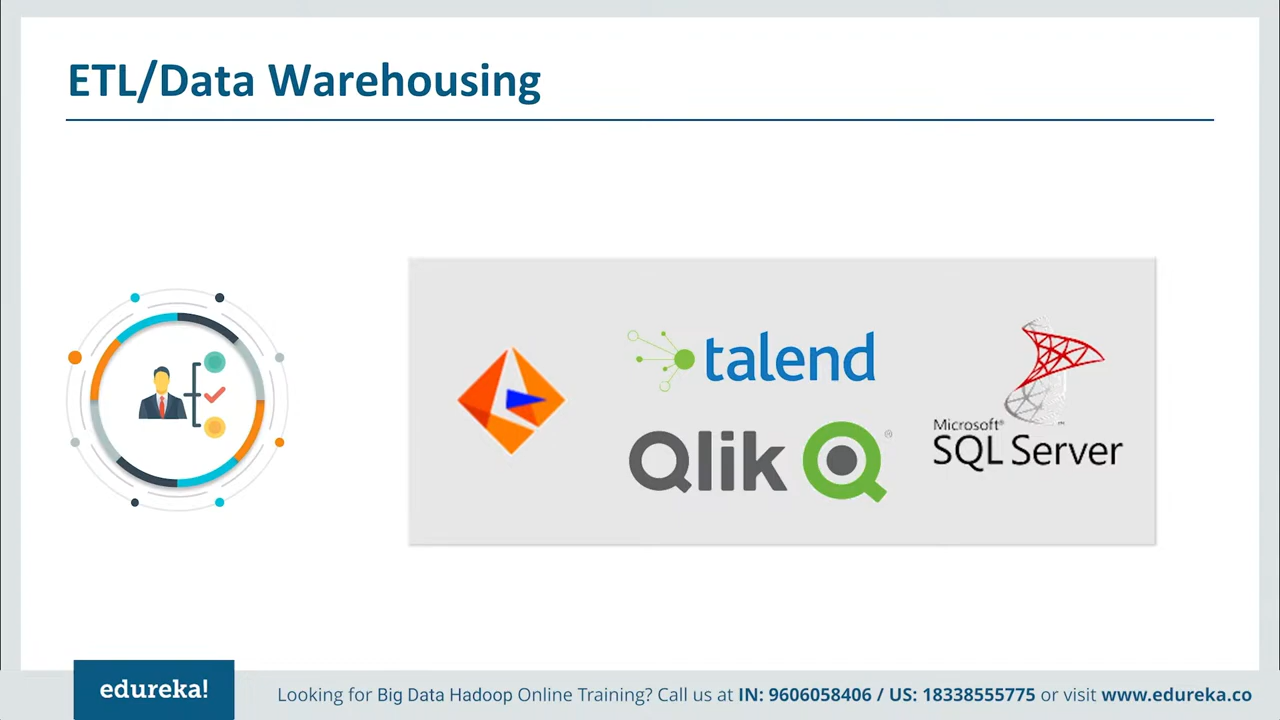 ETL/Data Warehousing
talend
Qlik
®
Microsoft®
SQL Server
edureka!
Looking for Big Data Hadoop Online Training? Call us at IN: 9606058406 / US: 18338555775 or visit www.edureka.co